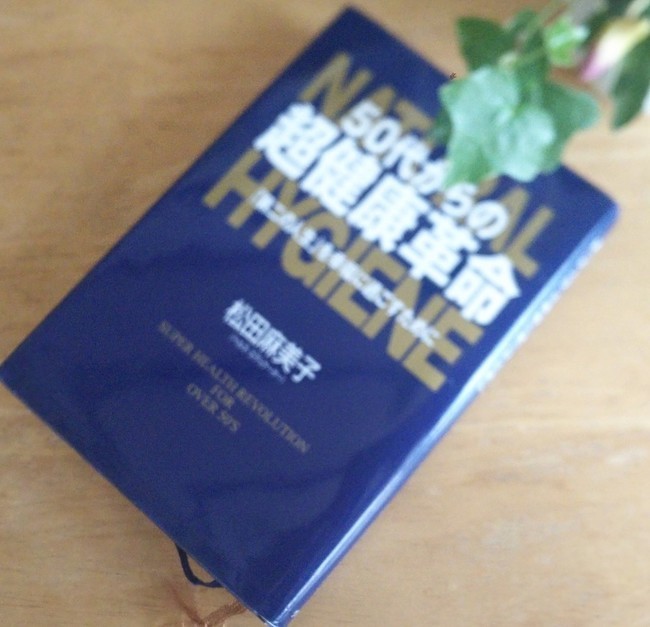 NATURAL
50代からの
超健康革命
HYGIENE
松田麻美子
SUPER HEALTH REVOLUTION
FOR
OVER 50'S